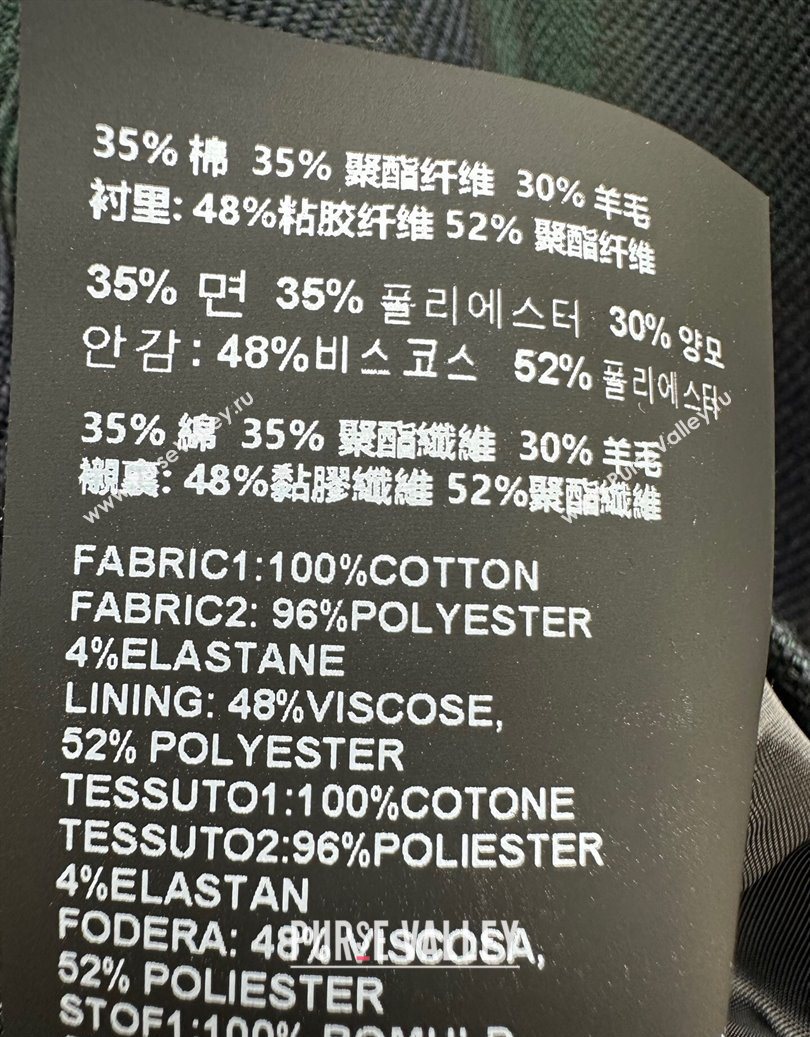 35% 棉 35% 聚酯纤维 30% 羊毛
衬里: 48%粘胶纤维 52% 聚酯纤维
35% 면 35% 폴리에스터 30% 양모
안감: 48%비스코스 52% 폴리에스터
35% 綿 35% 聚酯纖維 30% 羊毛
襯裏: 48%黏膠纖維 52%聚酯纖維
FABRIC1:100%COTTON
FABRIC2: 96%POLYESTER
4%ELASTANE
LINING: 48%VISCOSE,
52% POLYESTER
TESSUTO1:100%COTONE
TESSUTO2:96%POLIESTER
4%ELASTAN
FODERA: 48% VISCOSA,
PURSE VALLEY
52% POLIESTER
STOF1:100%